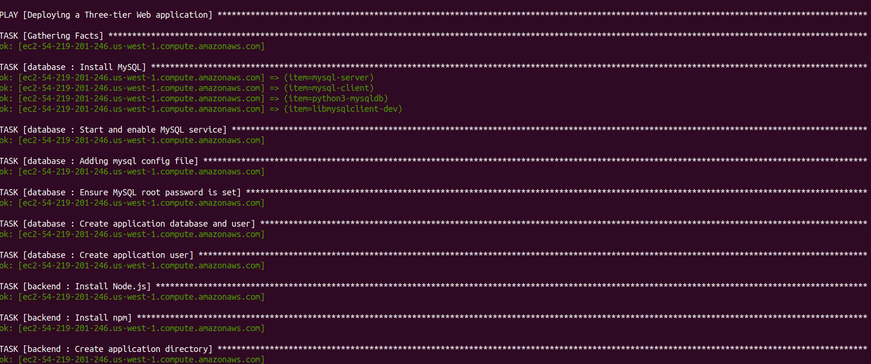 PLAY [Deploying a Three-tier Web application] ****************************************************************************************************************************************
TASK [Gathering Facts] ****************************************************************************************************************************************************************
ok: [ec2-54-219-201-246.us-west-1.compute.amazonaws.com]
TASK [database : Install MySQL] *******************************************************************************************************************************************************
ok: [ec2-54-219-201-246.us-west-1.compute.amazonaws.com] => (item=mysql-server)
ok: [ec2-54-219-201-246.us-west-1.compute.amazonaws.com] => (item=mysql-client)
ok: [ec2-54-219-201-246.us-west-1.compute.amazonaws.com] => (item=python3-mysqldb)
ok: [ec2-54-219-201-246.us-west-1.compute.amazonaws.com] => (item=libmysqlclient-dev)
TASK [database : Start and enable MySQL service] **************************************************************************************************************************************
ok: [ec2-54-219-201-246.us-west-1.compute.amazonaws.com]
TASK [database : Adding mysql config file] ********************************************************************************************************************************************
ok: [ec2-54-219-201-246.us-west-1.compute.amazonaws.com]
TASK [database : Ensure MySQL root password is set] ***********************************************************************************************************************************
ok: [ec2-54-219-201-246.us-west-1.compute.amazonaws.com]
TASK [database : Create application database and user] ********************************************************************************************************************************
ok: [ec2-54-219-201-246.us-west-1.compute.amazonaws.com]
TASK [database : Create application user] *********************************************************************************************************************************************
ok: [ec2-54-219-201-246.us-west-1.compute.amazonaws.com]
TASK [backend : Install Node.js] ******************************************************************************************************************************************************
ok: [ec2-54-219-201-246.us-west-1.compute.amazonaws.com]
TASK [backend : Install npm] **********************************************************************************************************************************************************
ok: [ec2-54-219-201-246.us-west-1.compute.amazonaws.com]
TASK [backend : Create application directory] *****************************************************************************************************************************************
ok: [ec2-54-219-201-246.us-west-1.compute.amazonaws.com]